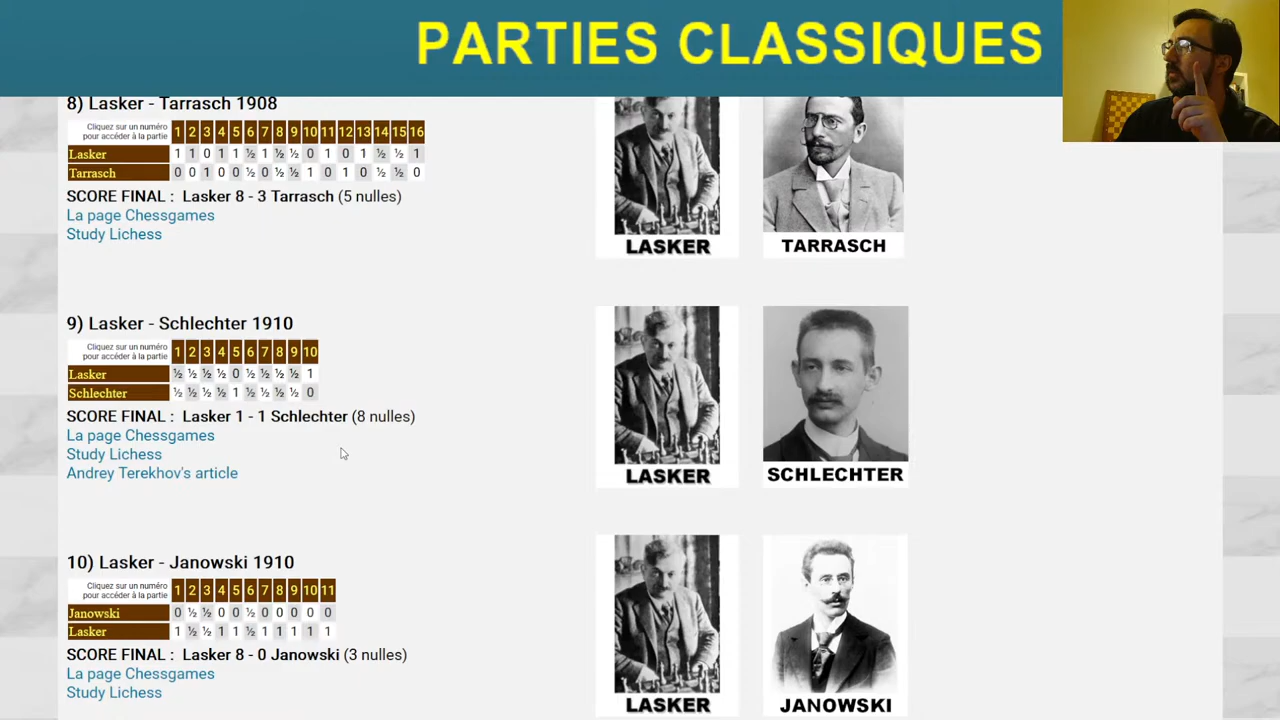 PARTIES CLASSIQUES
8) Lasker - Tarrasch 1908
Cliquez sur un numéro
pour accéder à la partie
1 2 3 4 5 6 7 8 9 10 11 12 13 14 15 16
Lasker 1 1 0 1 1 ½ 1 ½ ½ 0 1 0 1 ½ ½ 1
Tarrasch 0 0 1 0 0 ½ 0 ½ ½ 1 0 1 0 ½ ½ 0
SCORE FINAL : Lasker 8 - 3 Tarrasch (5 nulles)
La page Chessgames
Study Lichess
LASKER
TARRASCH
9) Lasker - Schlechter 1910
Cliquez sur un numéro
pour accéder à la partie
1 2 3 4 5 6 7 8 9 10
Lasker ½ ½ ½ ½ 0 ½ ½ ½ ½ 1
Schlechter ½ ½ ½ ½ 1 ½ ½ ½ ½ 0
SCORE FINAL : Lasker 1 - 1 Schlechter (8 nulles)
La page Chessgames
Study Lichess
Andrey Terekhov's article
LASKER
SCHLECHTER
10) Lasker - Janowski 1910
Cliquez sur un numéro
pour accéder à la partie
1 2 3 4 5 6 7 8 9 10 11
Janowski 0 ½ ½ 0 0 ½ 0 0 0 0 0
Lasker 1 ½ ½ 1 1 ½ 1 1 1 1 1
SCORE FINAL : Lasker 8 - 0 Janowski (3 nulles)
La page Chessgames
Study Lichess
LASKER
JANOWSKI